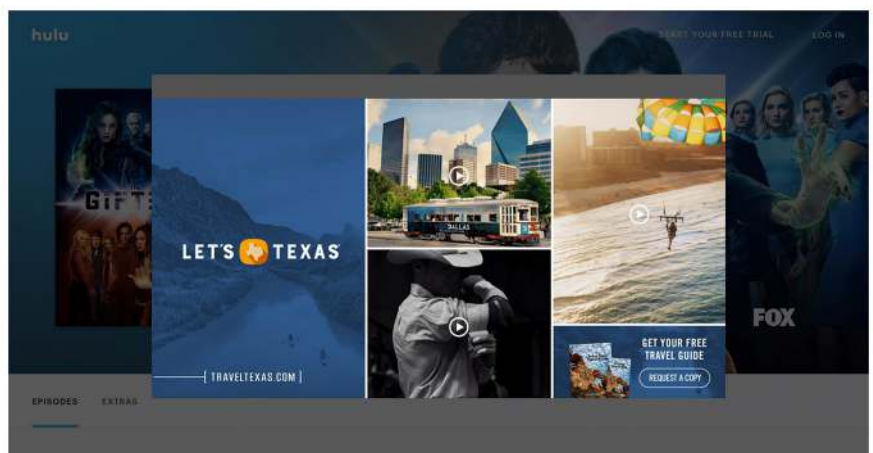 hulu
START YOUR FREE TRIAL
LOG IN
GIFT
LET'S TEXAS
[ TRAVELTEXAS.COM ]
DALLAS
GET YOUR FREE
TRAVEL GUIDE
REQUEST A COPY
FOX
EPISODES
EXTRAS